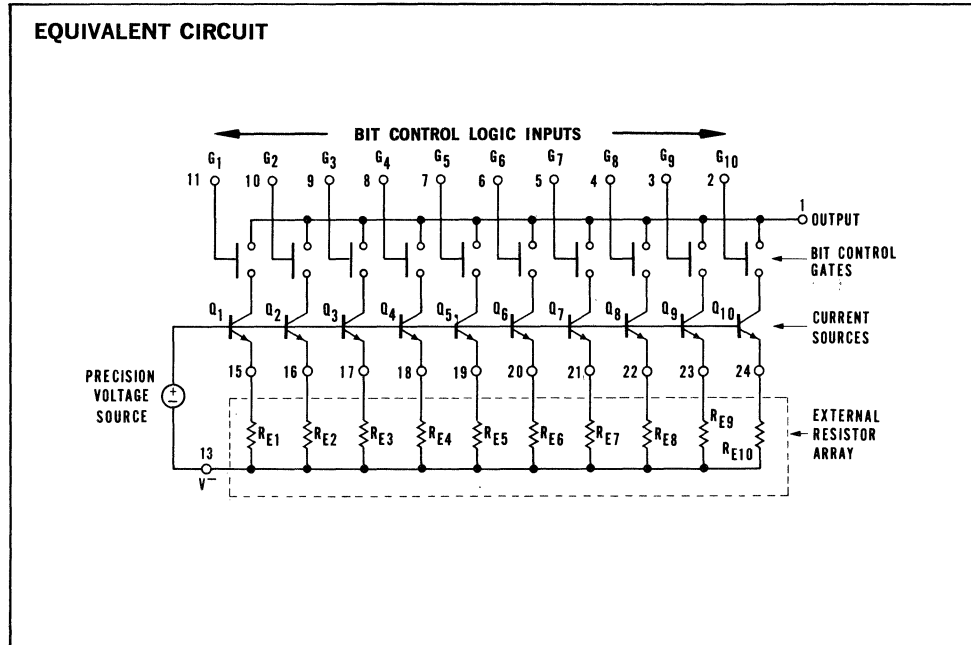 EQUIVALENT CIRCUIT
BIT CONTROL LOGIC INPUTS
G1 G2 G3 G4 G5 G6 G7 G8 G9 G10
11 10 9 8 7 6 5 4 3 2
1
OUTPUT
BIT CONTROL
GATES
Q1 Q2 Q3 Q4 Q5 Q6 Q7 Q8 Q9 Q10
CURRENT
SOURCES
15 16 17 18 19 20 21 22 23 24
PRECISION
VOLTAGE
SOURCE
+
−
RE1 RE2 RE3 RE4 RE5 RE6 RE7 RE8 RE9 RE10
EXTERNAL
RESISTOR
ARRAY
13
V−